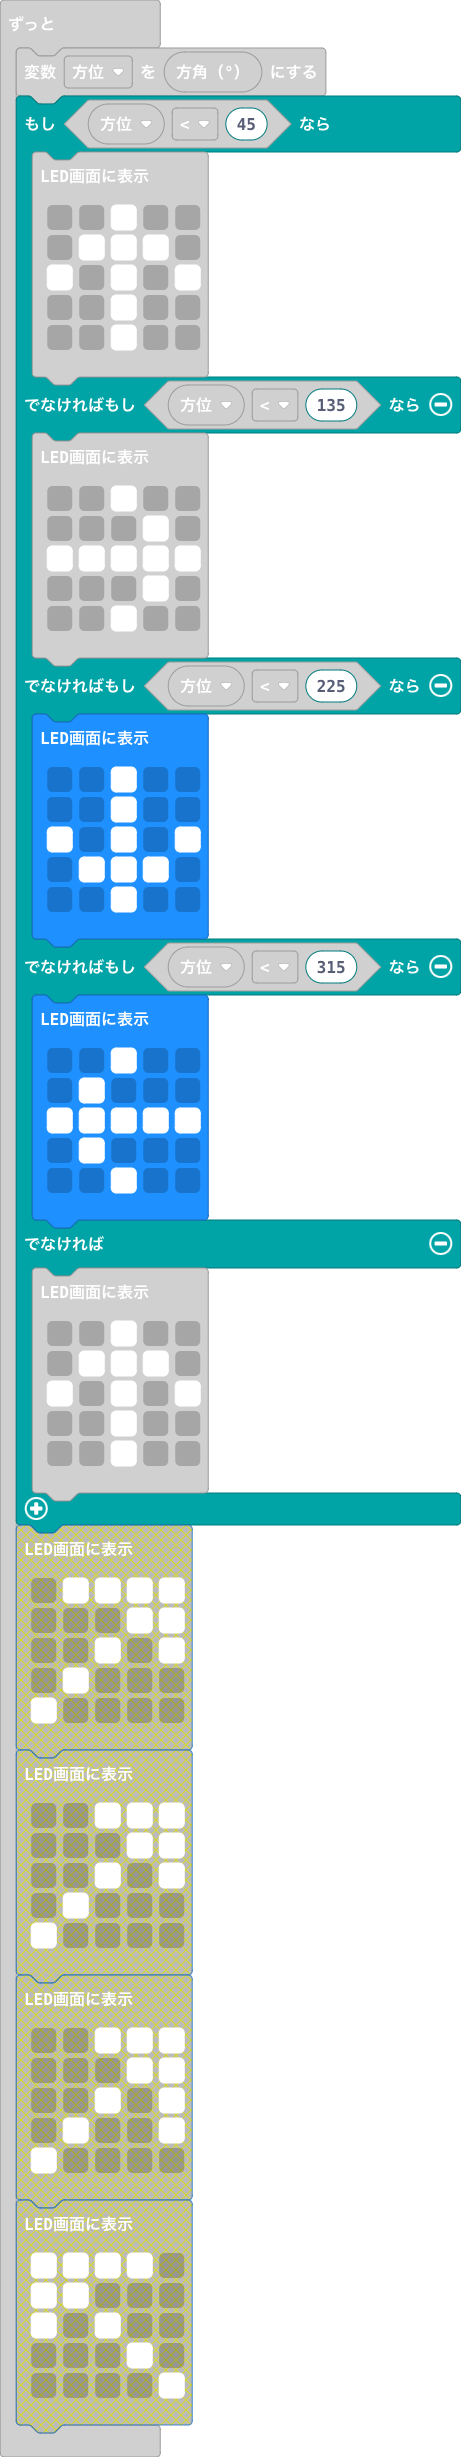 ずっと
変数 方位 を 方角 (°) にする
もし 方位 < 45 なら
LED画面に表示
でなければもし 方位 < 135 なら
LED画面に表示
でなければもし 方位 < 225 なら
LED画面に表示
でなければもし 方位 < 315 なら
LED画面に表示
でなければ
LED画面に表示
LED画面に表示
LED画面に表示
LED画面に表示
LED画面に表示